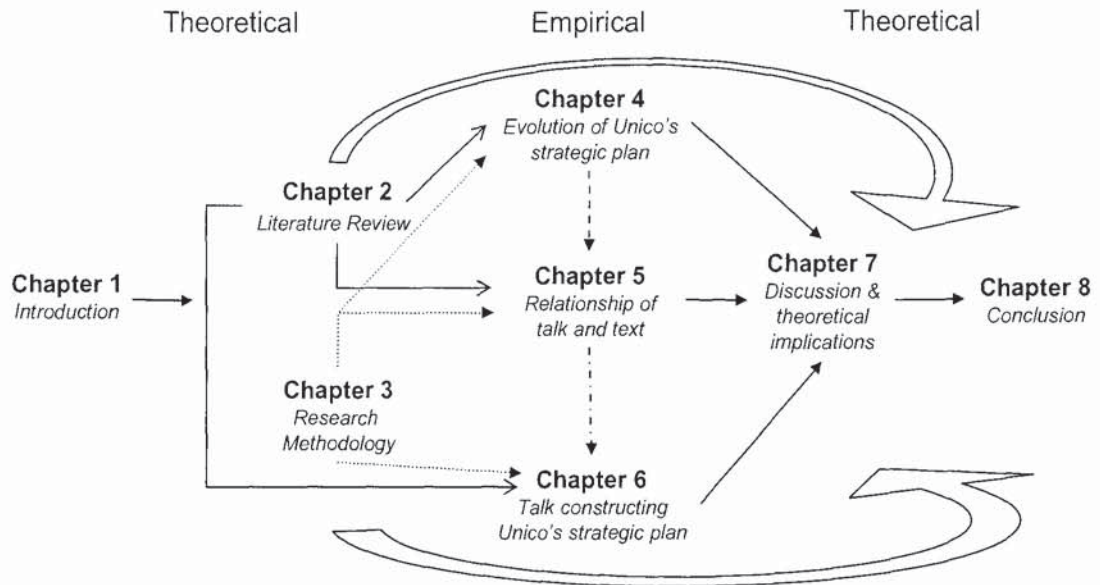 Theoretical Empirical Theoretical
Chapter 4
Evolution of Unico's
strategic plan
Chapter 2
Literature Review
Chapter 1
Introduction
Chapter 5
Relationship of
talk and text
Chapter 7
Discussion &
theoretical
implications
Chapter 8
Conclusion
Chapter 3
Research
Methodology
Chapter 6
Talk constructing
Unico's strategic plan